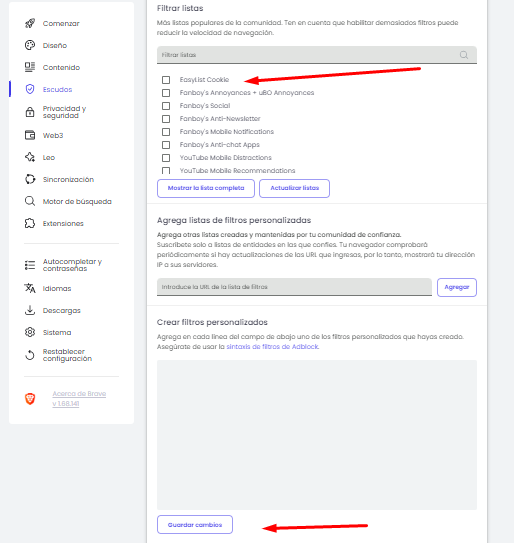 Comenzar
Diseño
Contenido
Escudos
Privacidad y
seguridad
Web3
Leo
Sincronización
Motor de búsqueda
Extensiones
Autocompletar y
contraseñas
Idiomas
Descargas
Sistema
Restablecer
configuración
Acerca de Brave
v 1.68.141
Filtrar listas
Más listas populares de la comunidad. Ten en cuenta que habilitar demasiados filtros puede
reducir la velocidad de navegación.
Filtrar listas
EasyList Cookie
Fanboy's Annoyances + uBO Annoyances
Fanboy's Social
Fanboy's Anti-Newsletter
Fanboy's Mobile Notifications
Fanboy's Anti-chat Apps
YouTube Mobile Distractions
YouTube Mobile Recommendations
Mostrar la lista completa
Actualizar listas
Agrega listas de filtros personalizadas
Agrega otras listas creadas y mantenidas por tu comunidad de confianza.
Suscríbete solo a listas de entidades en las que confíes. Tu navegador comprobará
periódicamente si hay actualizaciones de las URL que ingresas, por lo tanto, mostrará tu dirección
IP a sus servidores.
Introduce la URL de la lista de filtros
Agregar
Crear filtros personalizados
Agrega en cada línea del campo de abajo uno de los filtros personalizados que hayas creado.
Asegúrate de usar la sintaxis de filtros de Adblock.
Guardar cambios